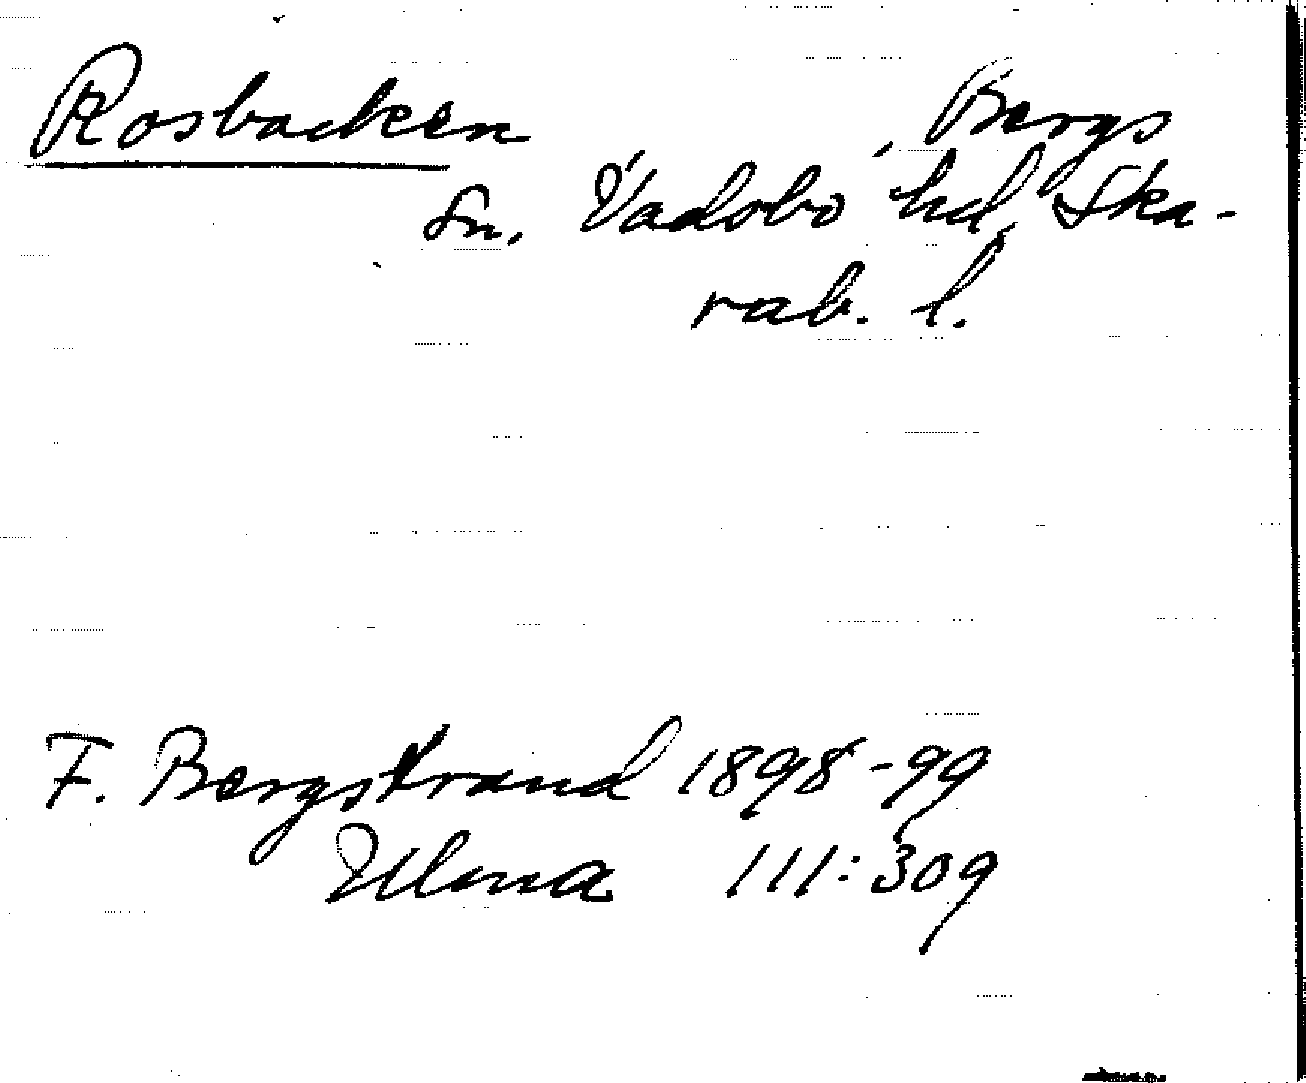 Rosbacken
Bergs
sn. Vadsbo hd, Ska-
rab. l.
F. Bergstrand 1898-99
Ulma 111:309